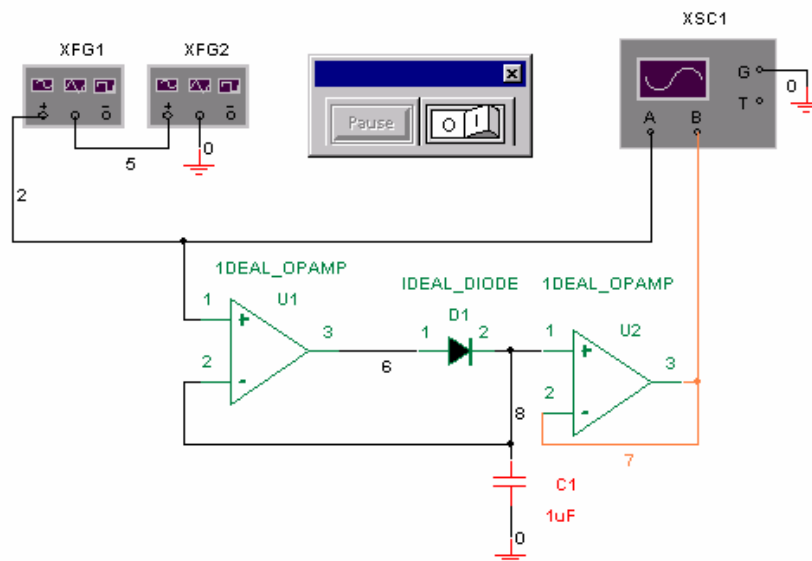 XSC1
XFG1 XFG2
G
0
T
A B
Pause
O I
0
5
2
1DEAL_OPAMP IDEAL_DIODE 1DEAL_OPAMP
U1 D1 U2
1 3 1 2 1 3
2 6 2
8
7
C1
1uF
0